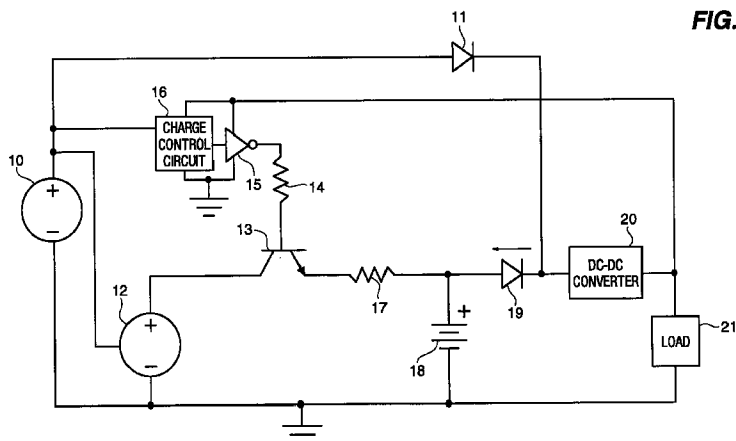 FIG.
11
16
CHARGE
CONTROL
CIRCUIT
15
14
10
+
−
13
20
DC-DC
CONVERTER
12
+
−
17
+
18
19
LOAD
21